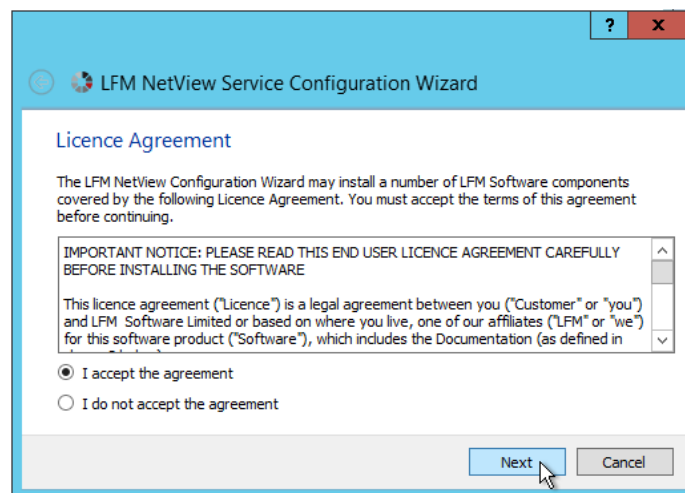 ? x
LFM NetView Service Configuration Wizard
Licence Agreement
The LFM NetView Configuration Wizard may install a number of LFM Software components
covered by the following Licence Agreement. You must accept the terms of this agreement
before continuing.
IMPORTANT NOTICE: PLEASE READ THIS END USER LICENCE AGREEMENT CAREFULLY
BEFORE INSTALLING THE SOFTWARE
This licence agreement ("Licence") is a legal agreement between you ("Customer" or "you")
and LFM Software Limited or based on where you live, one of our affiliates ("LFM" or "we")
for this software product ("Software"), which includes the Documentation (as defined in
I accept the agreement
I do not accept the agreement
Next Cancel